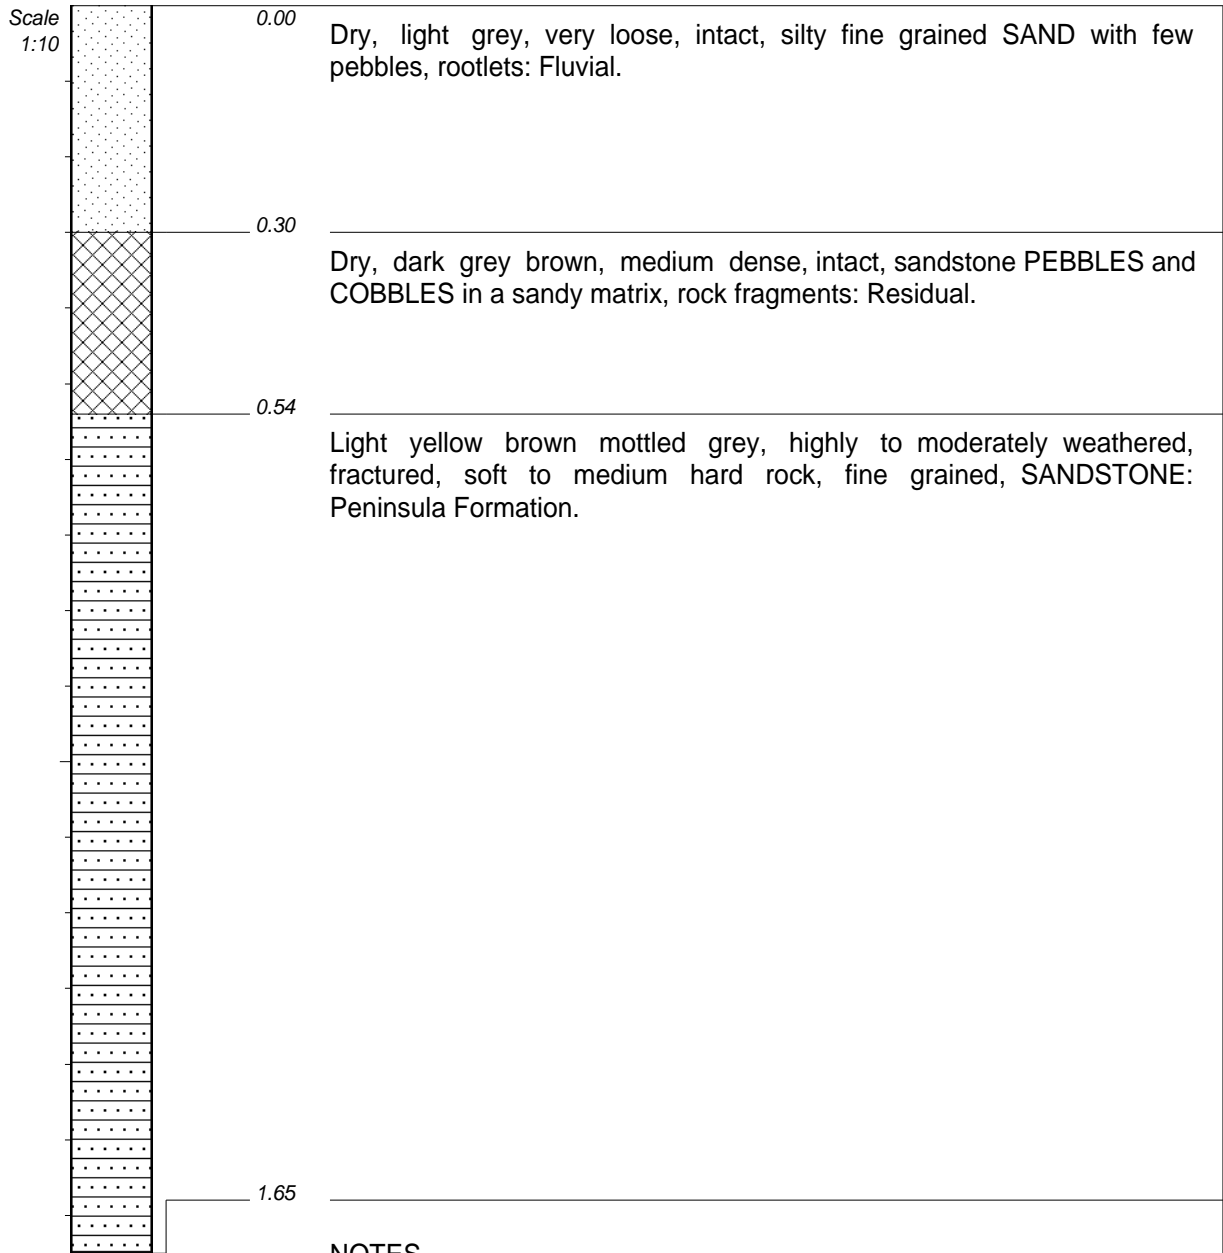 Scale
1:10
0.00
Dry, light grey, very loose, intact, silty fine grained SAND with few
pebbles, rootlets: Fluvial.
0.30
Dry, dark grey brown, medium dense, intact, sandstone PEBBLES and
COBBLES in a sandy matrix, rock fragments: Residual.
0.54
Light yellow brown mottled grey, highly to moderately weathered,
fractured, soft to medium hard rock, fine grained, SANDSTONE:
Peninsula Formation.
1.65
NOTES